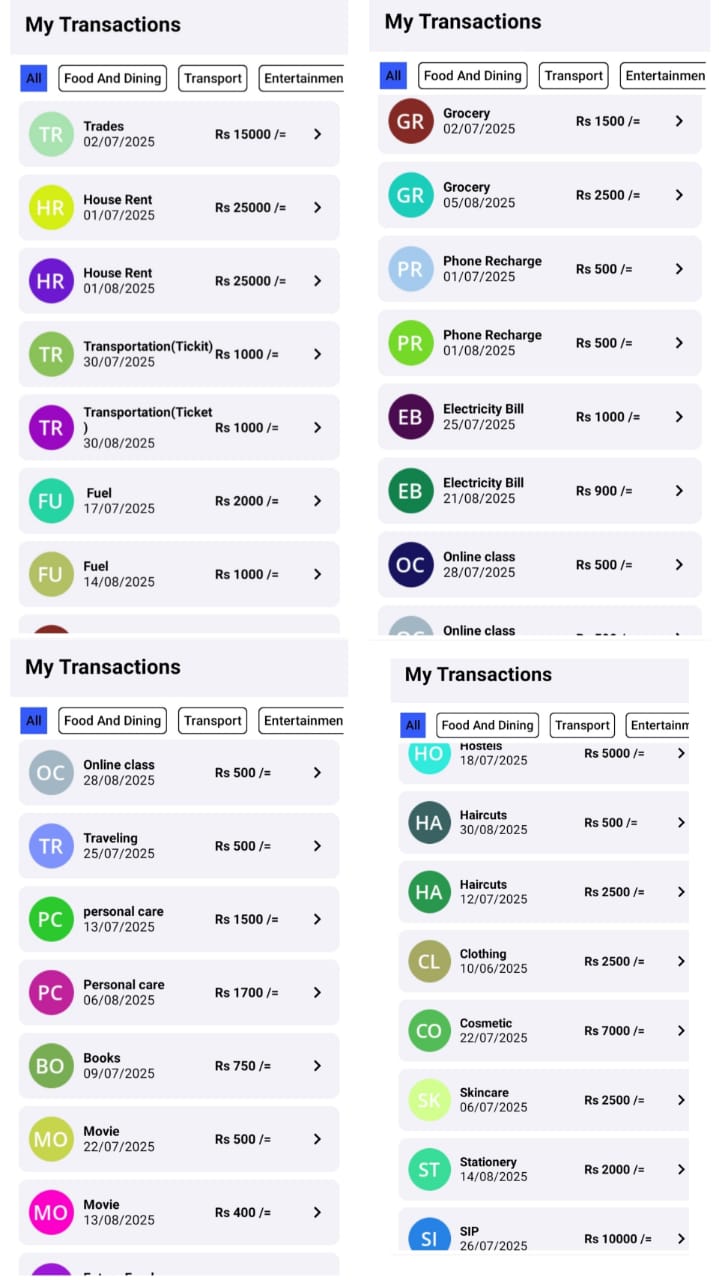 My Transactions
All
Food And Dining
Transport
Entertainmen
TR
Trades
02/07/2025
Rs 15000 /=
HR
House Rent
01/07/2025
Rs 25000 /=
HR
House Rent
01/08/2025
Rs 25000 /=
TR
Transportation(Tickit)
30/07/2025
Rs 1000 /=
TR
Transportation(Ticket
)
30/08/2025
Rs 1000 /=
FU
Fuel
17/07/2025
Rs 2000 /=
FU
Fuel
14/08/2025
Rs 1000 /=
My Transactions
All
Food And Dining
Transport
Entertainmen
GR
Grocery
02/07/2025
Rs 1500 /=
GR
Grocery
05/08/2025
Rs 2500 /=
PR
Phone Recharge
01/07/2025
Rs 500 /=
PR
Phone Recharge
01/08/2025
Rs 500 /=
EB
Electricity Bill
25/07/2025
Rs 1000 /=
EB
Electricity Bill
21/08/2025
Rs 900 /=
OC
Online class
28/07/2025
Rs 500 /=
OC
Online class
My Transactions
All
Food And Dining
Transport
Entertainmen
OC
Online class
28/08/2025
Rs 500 /=
TR
Traveling
25/07/2025
Rs 500 /=
PC
personal care
13/07/2025
Rs 1500 /=
PC
Personal care
06/08/2025
Rs 1700 /=
BO
Books
09/07/2025
Rs 750 /=
MO
Movie
22/07/2025
Rs 500 /=
MO
Movie
13/08/2025
Rs 400 /=
My Transactions
All
Food And Dining
Transport
Entertainm
HO
Hostels
18/07/2025
Rs 5000 /=
HA
Haircuts
30/08/2025
Rs 500 /=
HA
Haircuts
12/07/2025
Rs 2500 /=
CL
Clothing
10/06/2025
Rs 2500 /=
CO
Cosmetic
22/07/2025
Rs 7000 /=
SK
Skincare
06/07/2025
Rs 2500 /=
ST
Stationery
14/08/2025
Rs 2000 /=
SI
SIP
26/07/2025
Rs 10000 /=